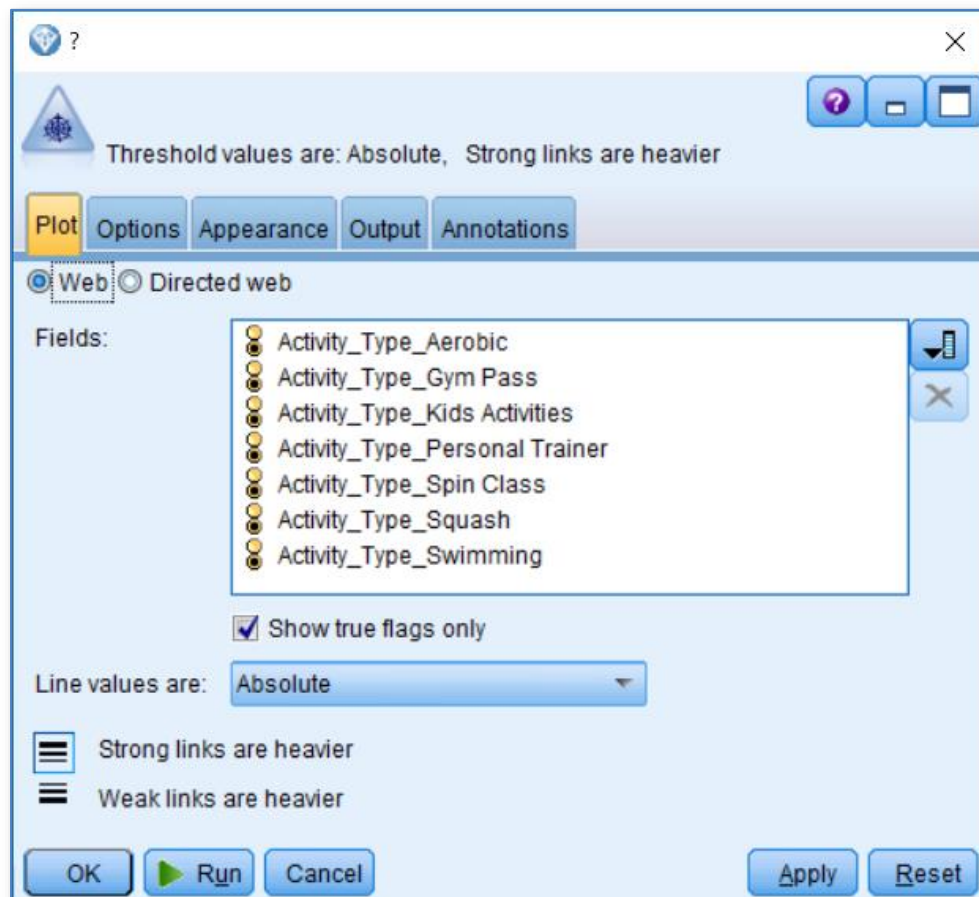 ?
?
Threshold values are: Absolute, Strong links are heavier
Plot Options Appearance Output Annotations
Web Directed web
Fields:
Activity_Type_Aerobic
Activity_Type_Gym Pass
Activity_Type_Kids Activities
Activity_Type_Personal Trainer
Activity_Type_Spin Class
Activity_Type_Squash
Activity_Type_Swimming
Show true flags only
Line values are: Absolute
Strong links are heavier
Weak links are heavier
OK Run Cancel Apply Reset